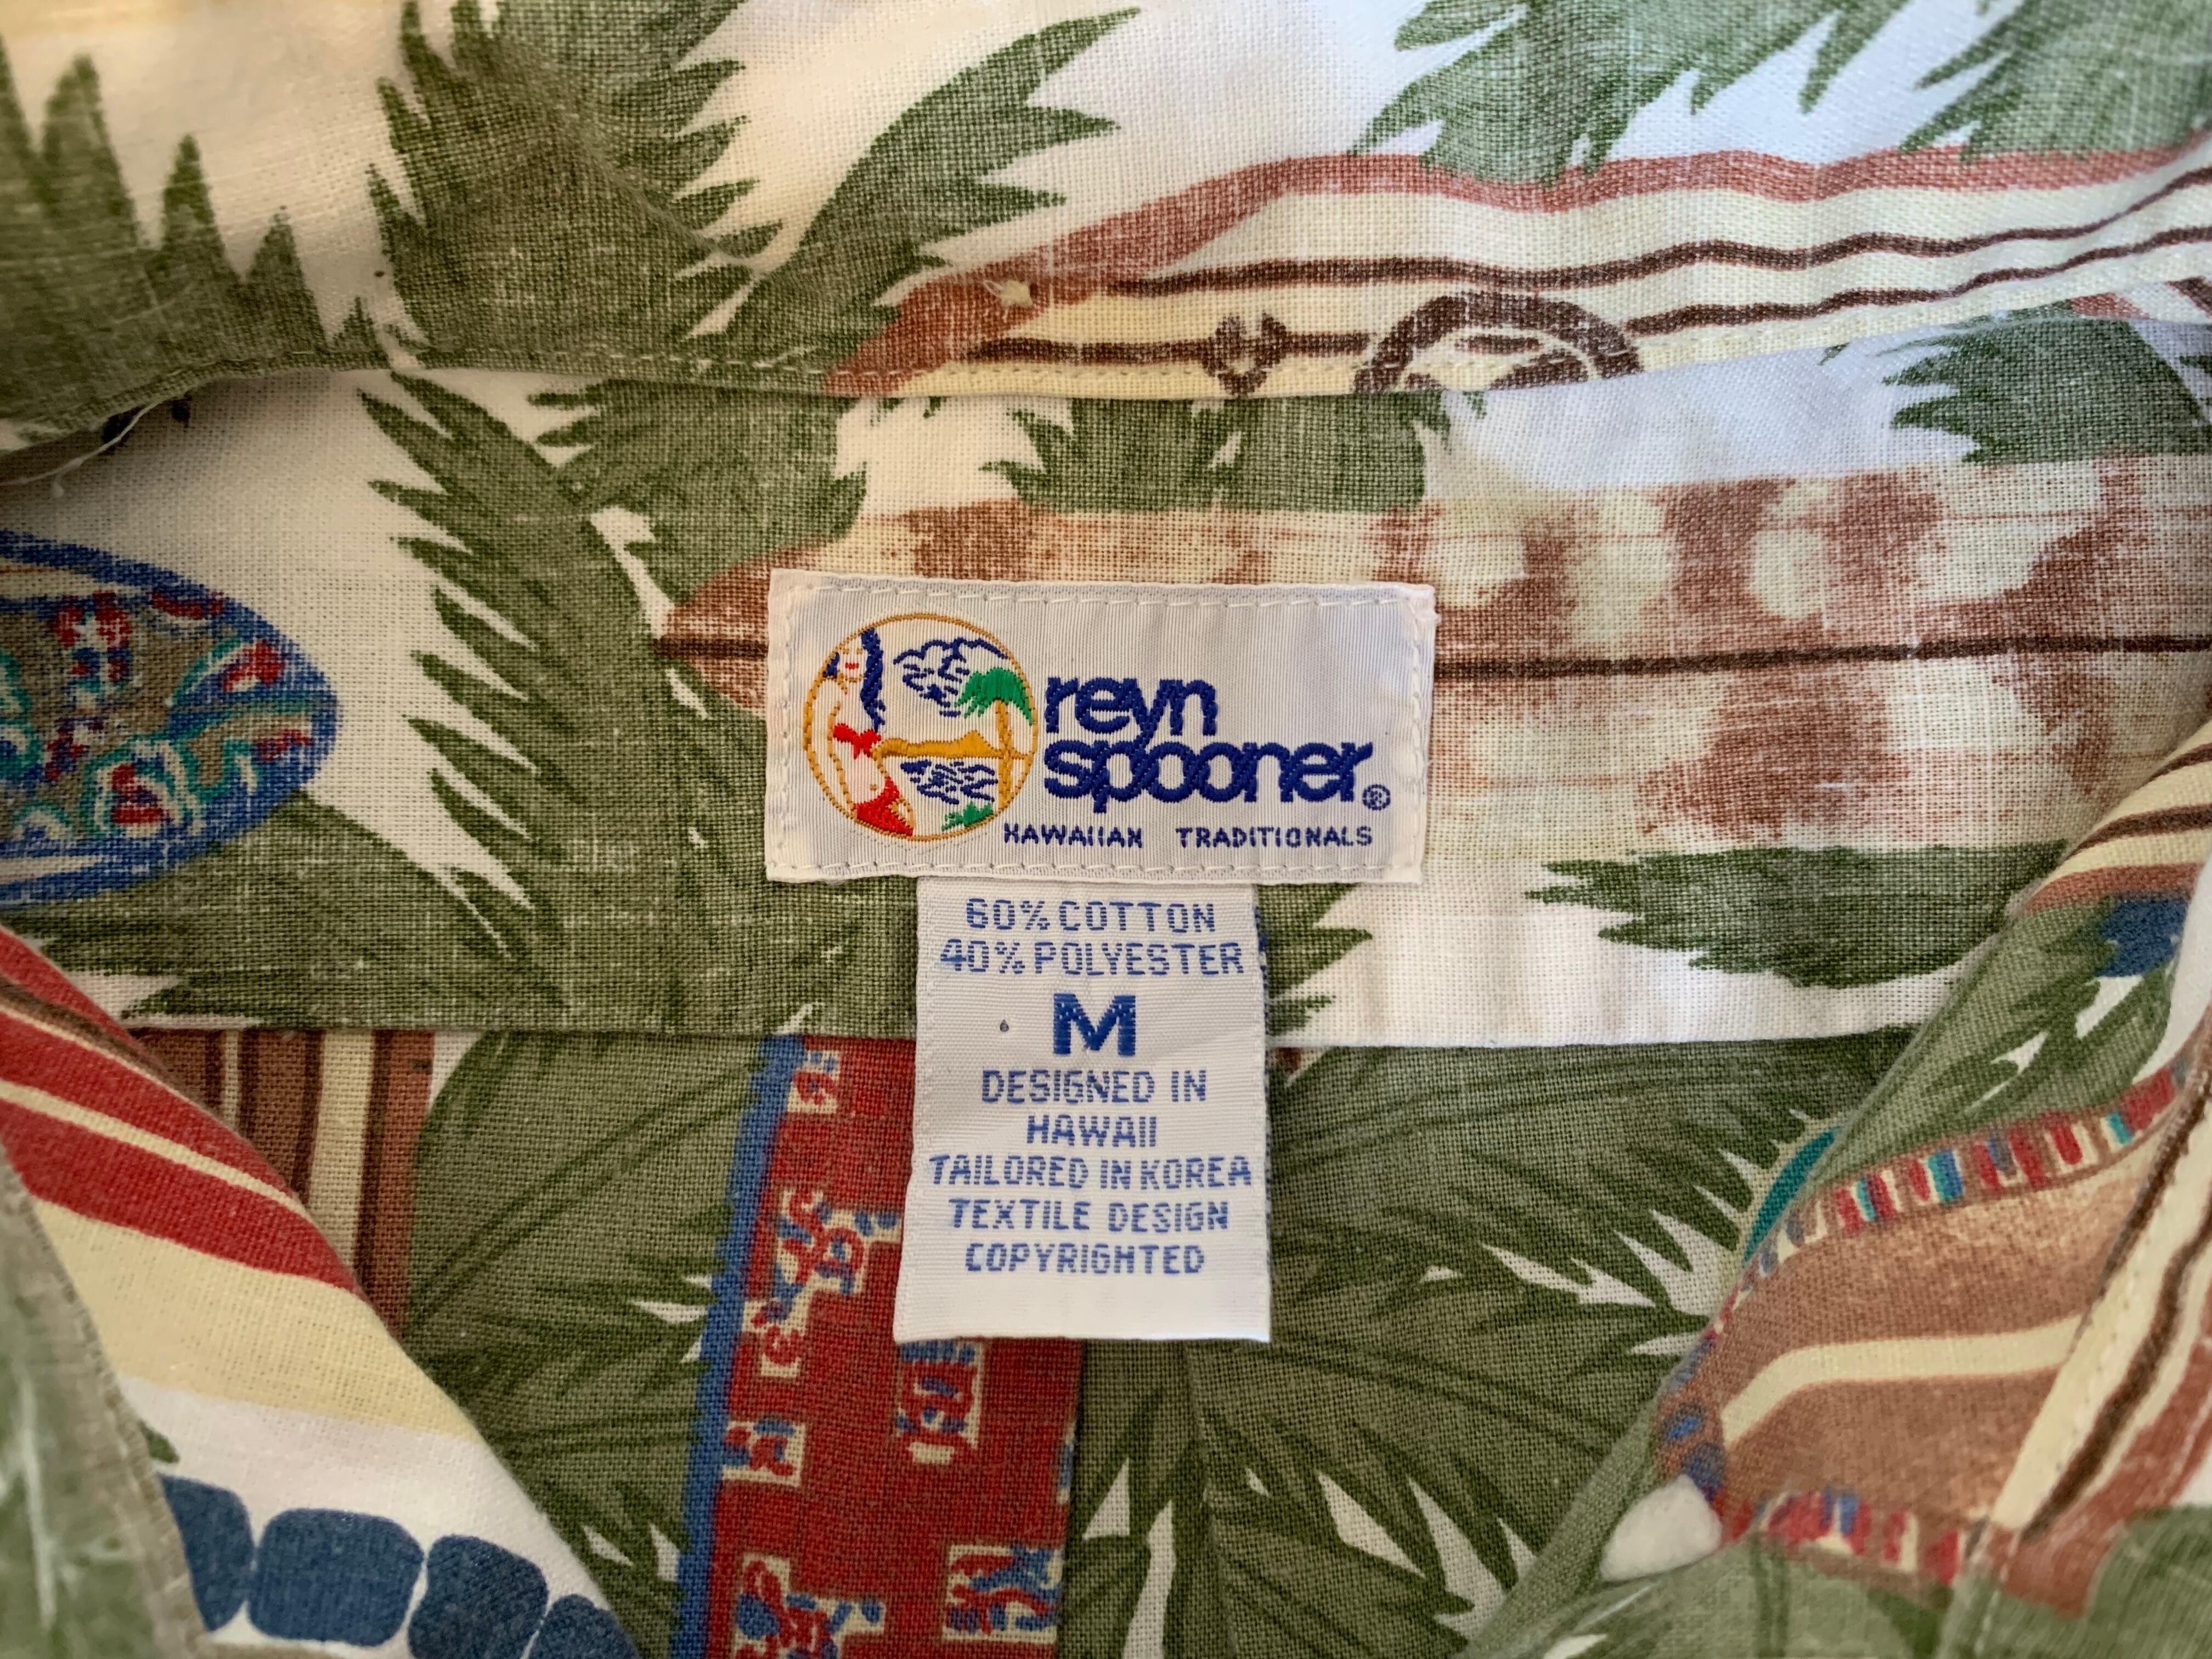 reyn
spooner®
HAWAIIAN TRADITIONALS
60% COTTON
40% POLYESTER
M
DESIGNED IN
HAWAII
TAILORED IN KOREA
TEXTILE DESIGN
COPYRIGHTED